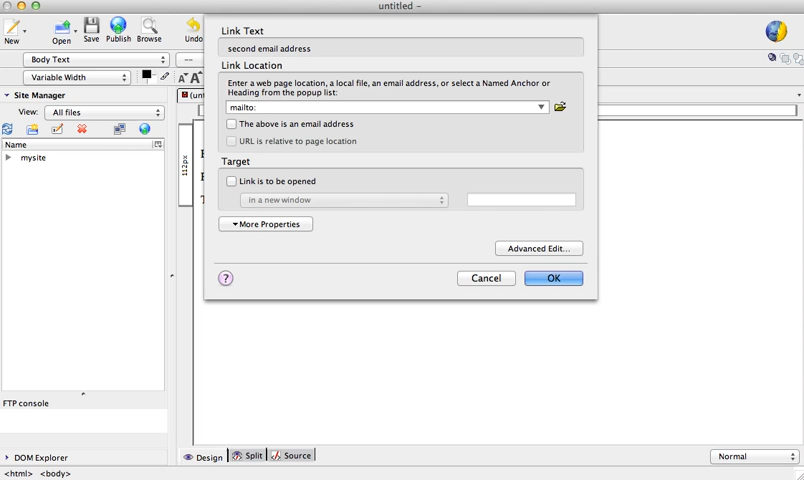 untitled –
New
Open
Save
Publish
Browse
Undo
Body Text
Variable Width
Site Manager
View:
All files
Name
mysite
FTP console
DOM Explorer
<html> <body>
112px
Link Text
second email address
Link Location
Enter a web page location, a local file, an email address, or select a Named Anchor or
Heading from the popup list:
mailto:
The above is an email address
URL is relative to page location
Target
Link is to be opened
in a new window
More Properties
Advanced Edit...
?
Cancel
OK
Design
Split
Source
Normal